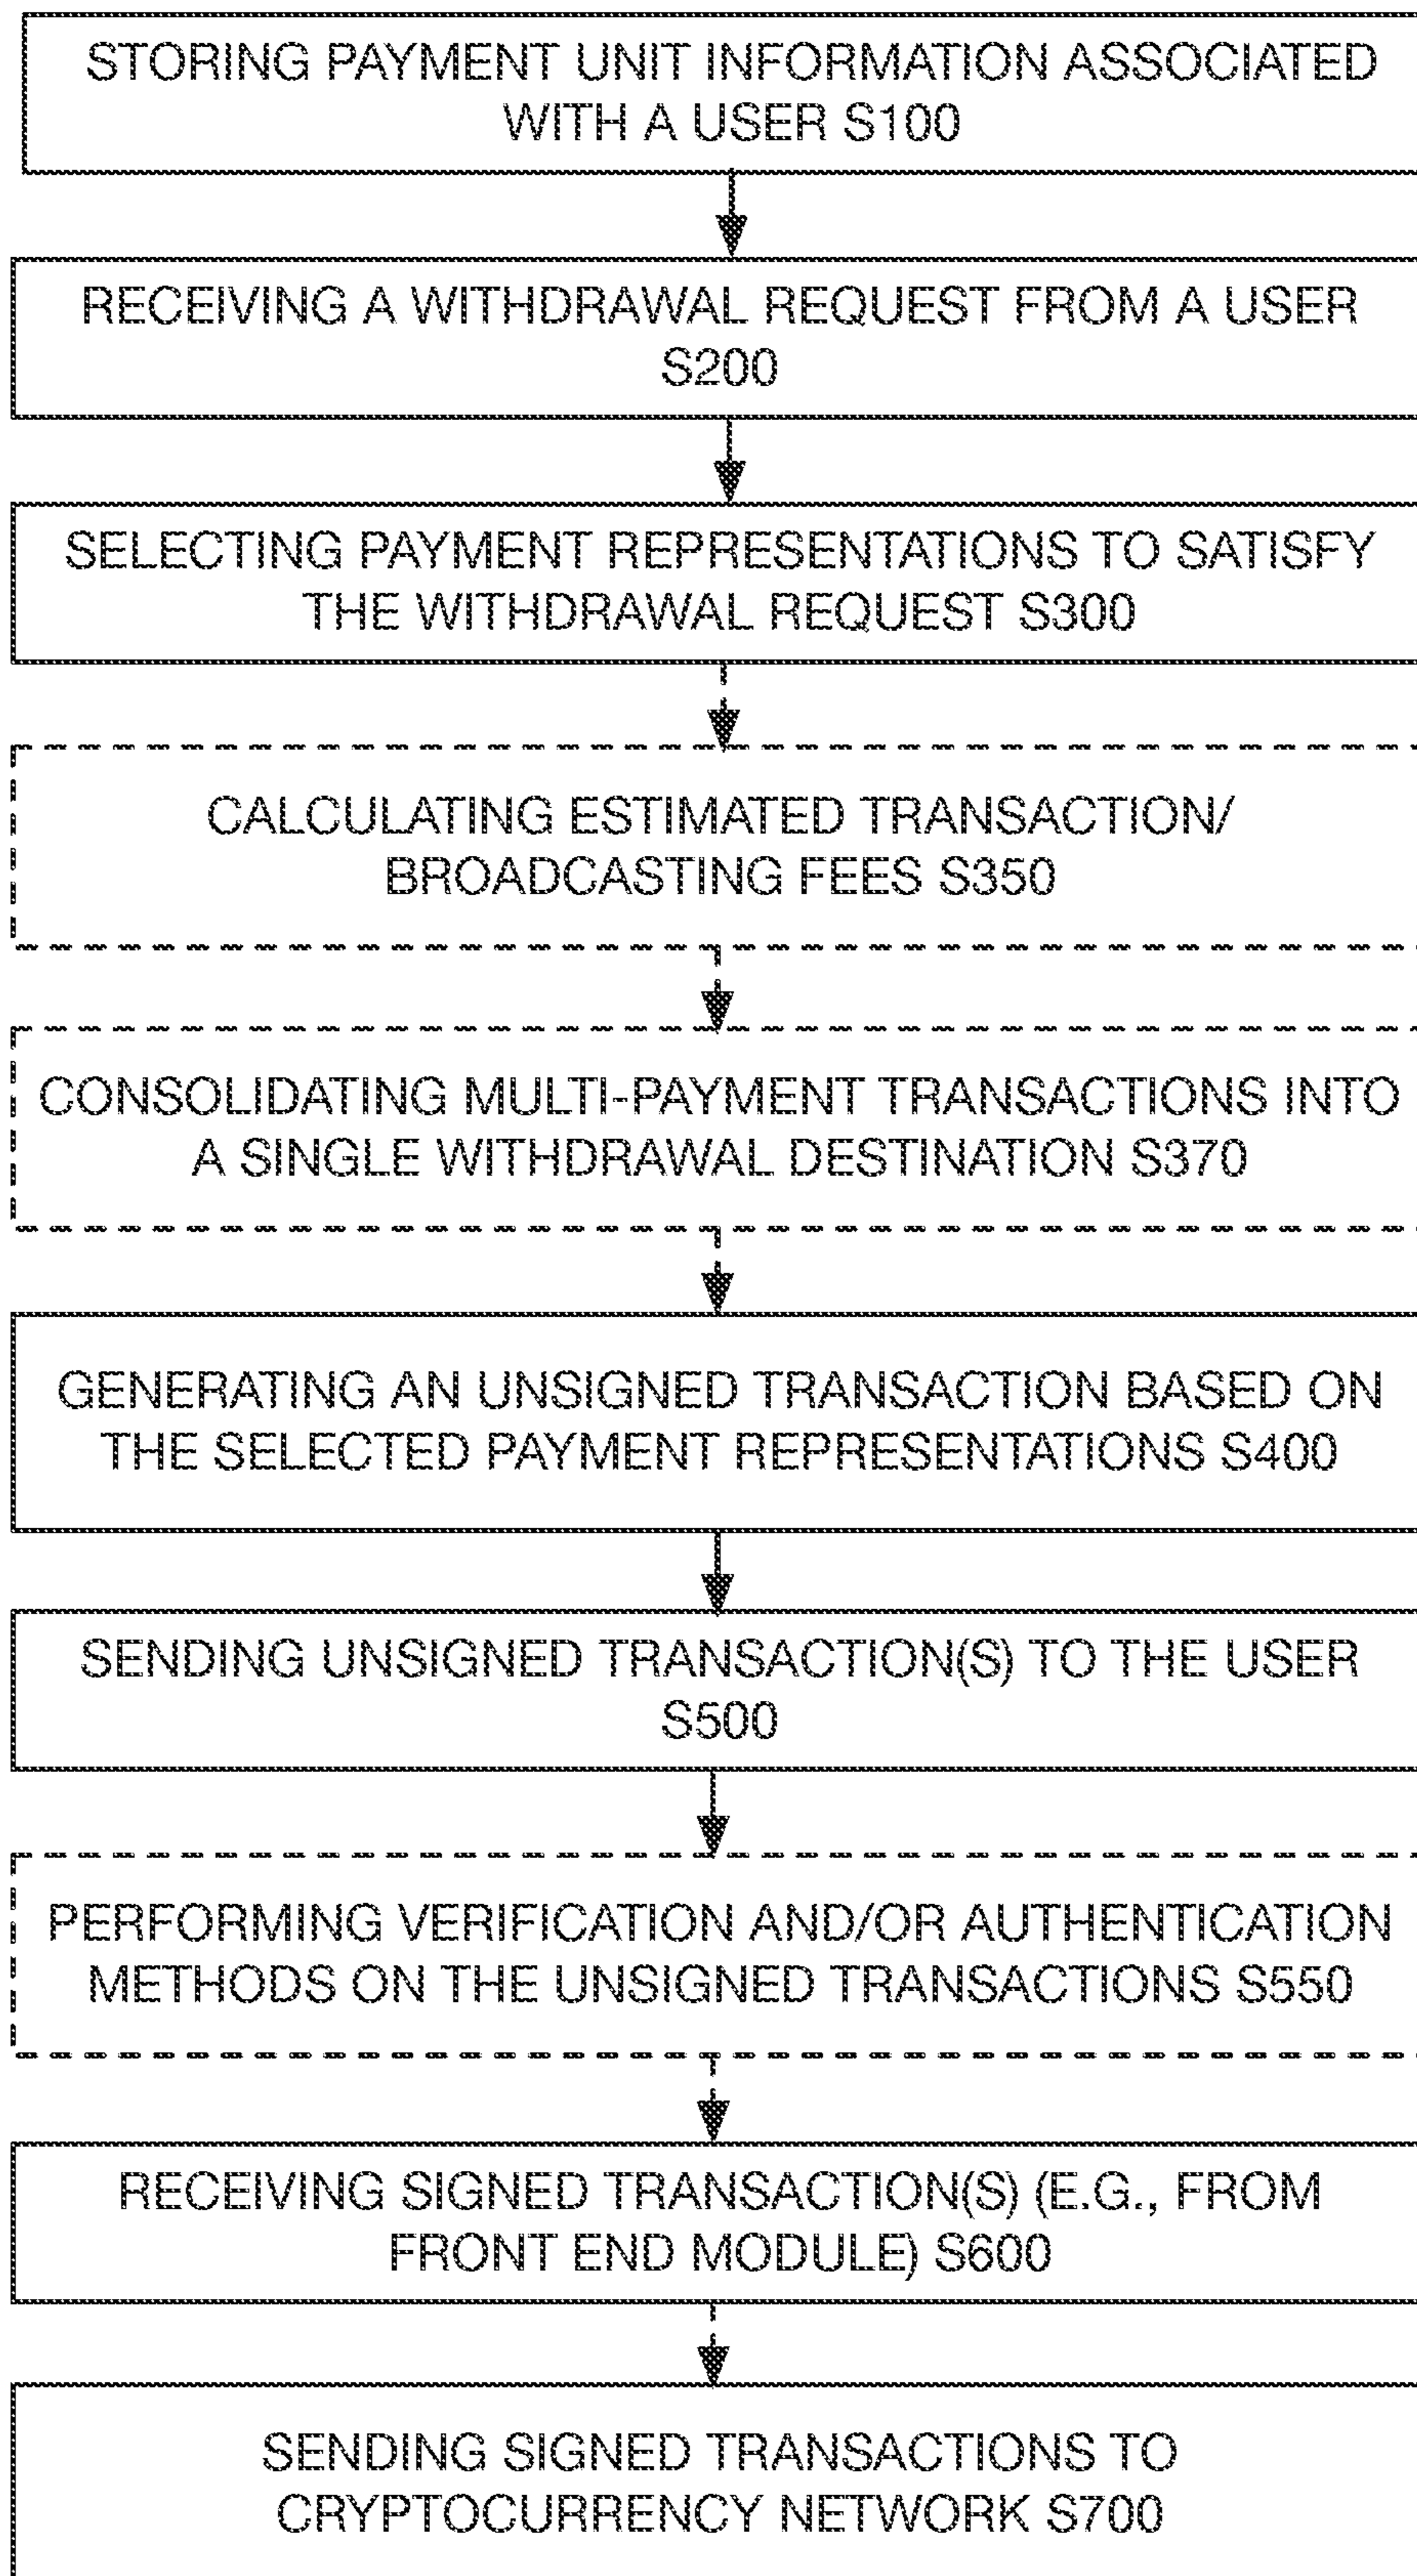 STORING PAYMENT UNIT INFORMATION ASSOCIATED
WITH A USER S100
RECEIVING A WITHDRAWAL REQUEST FROM A USER
S200
SELECTING PAYMENT REPRESENTATIONS TO SATISFY
THE WITHDRAWAL REQUEST S300
CALCULATING ESTIMATED TRANSACTION/
BROADCASTING FEES S350
CONSOLIDATING MULTI-PAYMENT TRANSACTIONS INTO
A SINGLE WITHDRAWAL DESTINATION S370
GENERATING AN UNSIGNED TRANSACTION BASED ON
THE SELECTED PAYMENT REPRESENTATIONS S400
SENDING UNSIGNED TRANSACTION(S) TO THE USER
S500
PERFORMING VERIFICATION AND/OR AUTHENTICATION
METHODS ON THE UNSIGNED TRANSACTIONS S550
RECEIVING SIGNED TRANSACTION(S) (E.G., FROM
FRONT END MODULE) S600
SENDING SIGNED TRANSACTIONS TO
CRYPTOCURRENCY NETWORK S700